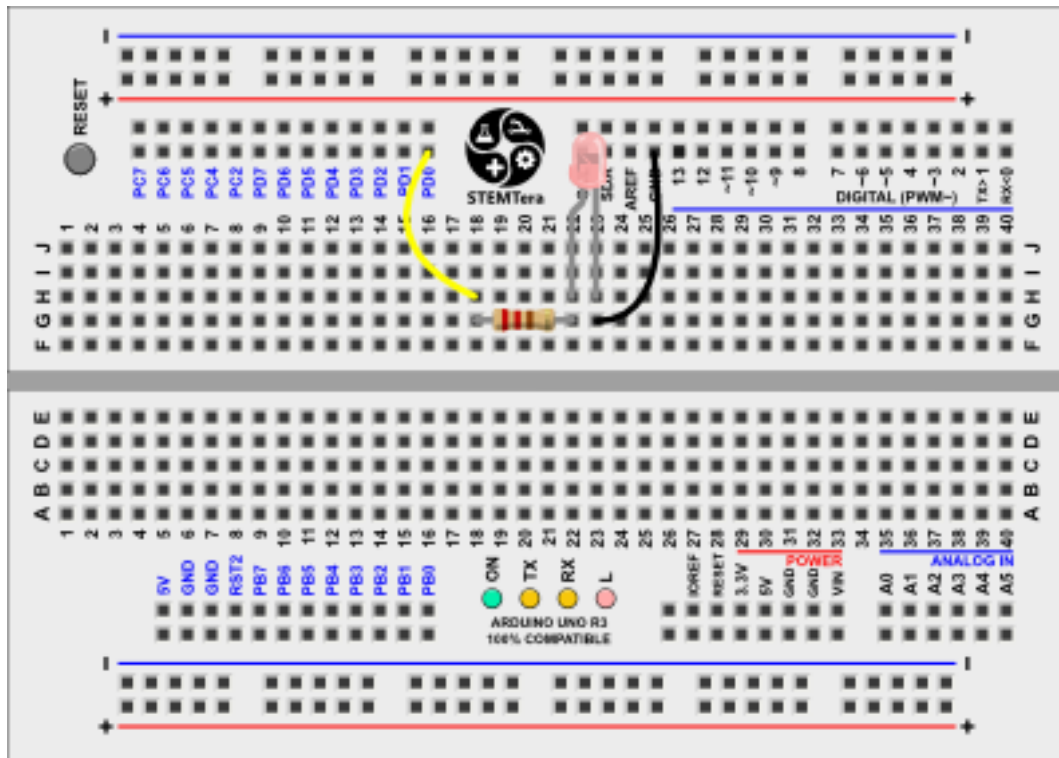 - -
+ +
RESET
PC7 PC6 PC5 PC4 PC2 PD7 PD6 PD5 PD4 PD3 PD2 PD1 PD0
STEMTera
SDA AREF GND 13 12 ~11 ~10 ~9 8 7 ~6 ~5 4 ~3 2 TX>1 RX<0
DIGITAL (PWM~)
1 2 3 4 5 6 7 8 9 10 11 12 13 14 15 16 17 18 19 20 21 22 23 24 25 26 27 28 29 30 31 32 33 34 35 36 37 38 39 40
J J
I I
H H
G G
F F
E E
D D
C C
B B
A A
1 2 3 4 5 6 7 8 9 10 11 12 13 14 15 16 17 18 19 20 21 22 23 24 25 26 27 28 29 30 31 32 33 34 35 36 37 38 39 40
POWER ANALOG IN
5V GND GND RST2 PB7 PB6 PB5 PB4 PB3 PB2 PB1 PB0
ON TX RX L
IOREF RESET 3.3V 5V GND GND VIN A0 A1 A2 A3 A4 A5
ARDUINO UNO R3
100% COMPATIBLE
- -
+ +